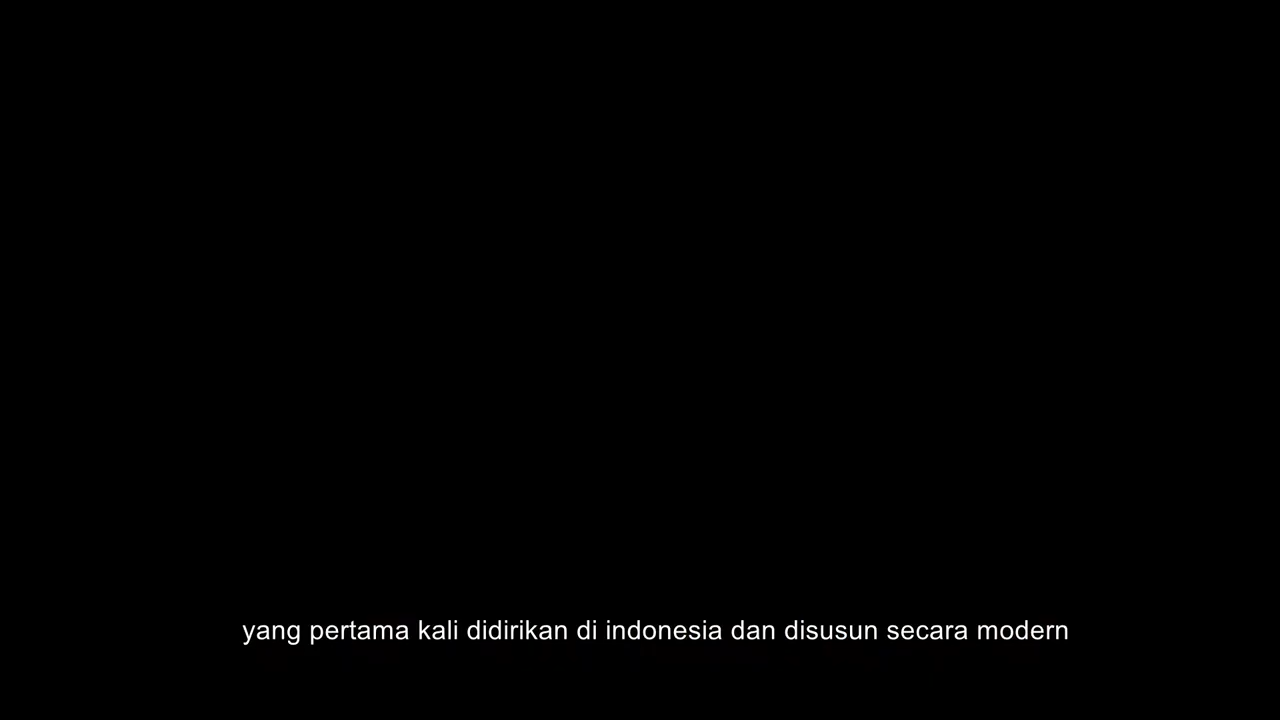 yang pertama kali didirikan di indonesia dan disusun secara modern